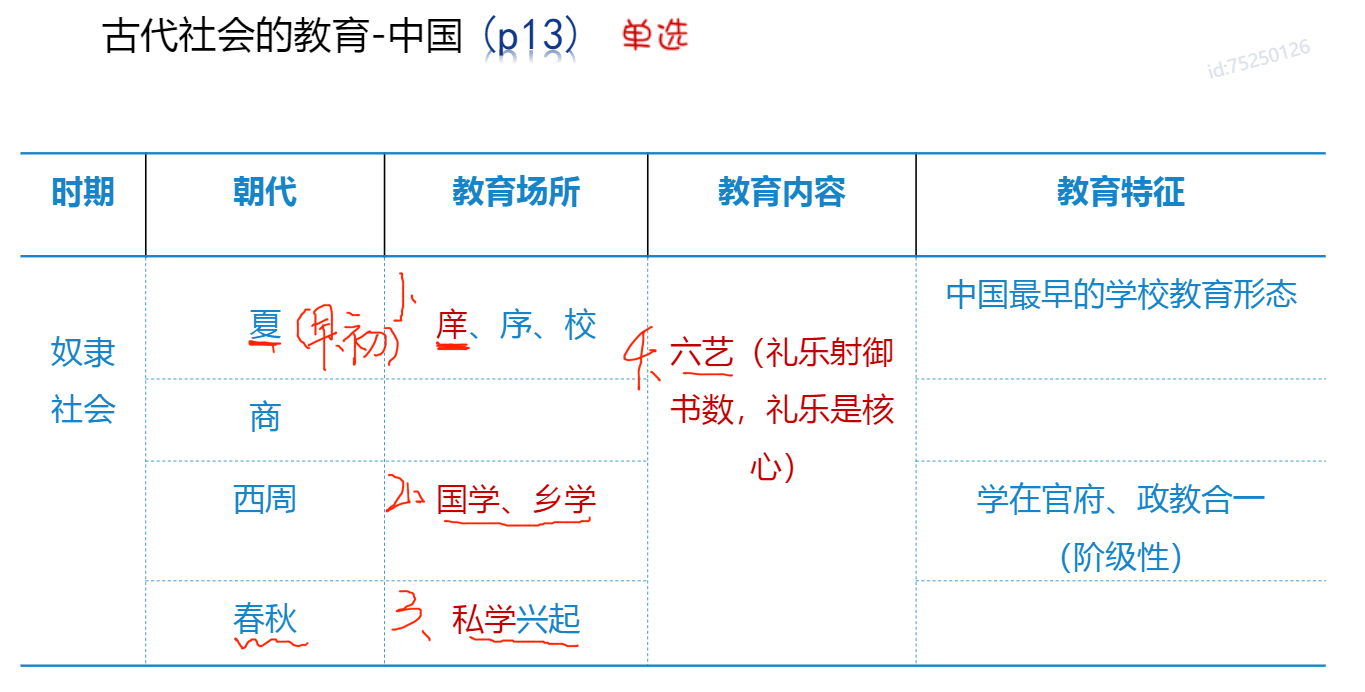 古代社会的教育-中国（p13） 单选
id:75250126
时期 朝代 教育场所 教育内容 教育特征
奴隶
社会
夏（早、初）
1、庠、序、校
中国最早的学校教育形态
商
4、六艺（礼乐射御
书数，礼乐是核
心）
西周
2、国学、乡学
学在官府、政教合一
（阶级性）
春秋
3、私学兴起